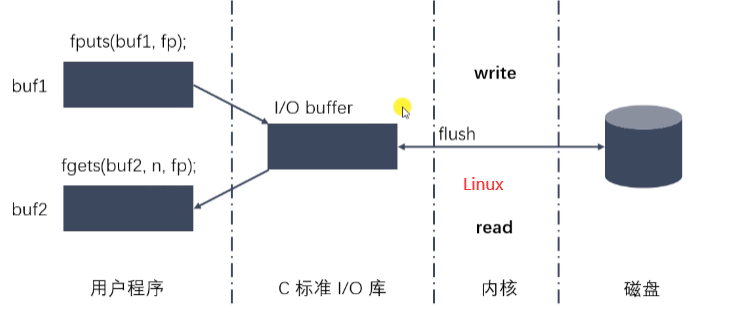 fputs(buf1, fp);
buf1
I/O buffer
write
flush
fgets(buf2, n, fp);
Linux
buf2
read
用户程序
C 标准 I/O 库
内核
磁盘